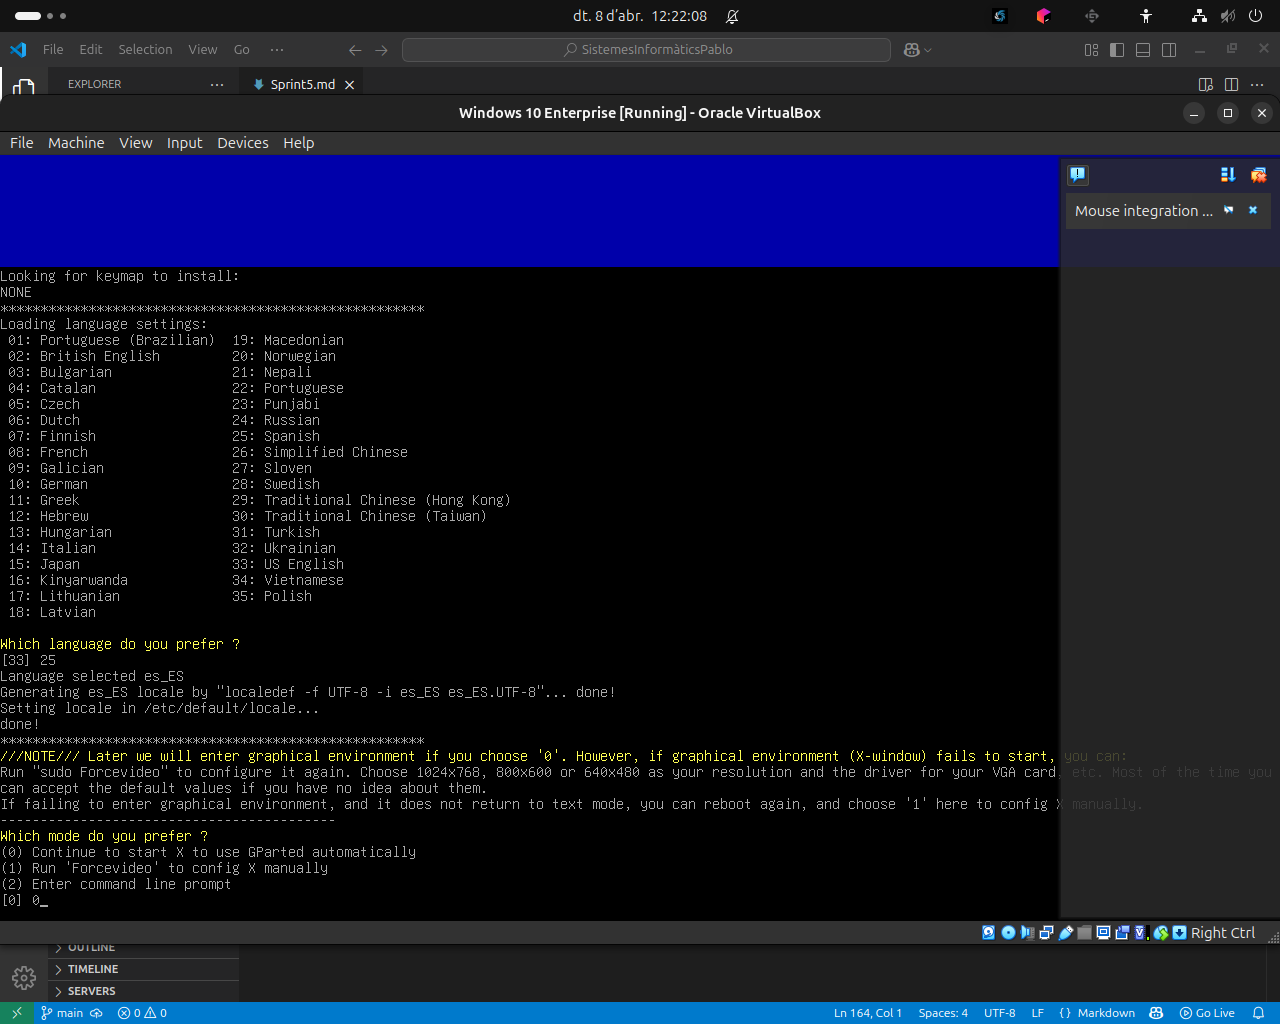 dt. 8 d'abr. 12:22:08
File Edit Selection View Go ···
SistemesInformàticsPablo
EXPLORER ···
Sprint5.md
Windows 10 Enterprise [Running] - Oracle VirtualBox
File Machine View Input Devices Help
Mouse integration ...
Looking for keymap to install:
NONE
*****************************************************
Loading language settings:
01: Portuguese (Brazilian) 19: Macedonian
02: British English 20: Norwegian
03: Bulgarian 21: Nepali
04: Catalan 22: Portuguese
05: Czech 23: Punjabi
06: Dutch 24: Russian
07: Finnish 25: Spanish
08: French 26: Simplified Chinese
09: Galician 27: Sloven
10: German 28: Swedish
11: Greek 29: Traditional Chinese (Hong Kong)
12: Hebrew 30: Traditional Chinese (Taiwan)
13: Hungarian 31: Turkish
14: Italian 32: Ukrainian
15: Japan 33: US English
16: Kinyarwanda 34: Vietnamese
17: Lithuanian 35: Polish
18: Latvian
Which language do you prefer ?
[33] 25
Language selected es_ES
Generating es_ES locale by "localedef -f UTF-8 -i es_ES es_ES.UTF-8"... done!
Setting locale in /etc/default/locale...
done!
*****************************************************
///NOTE/// Later we will enter graphical environment if you choose '0'. However, if graphical environment (X-window) fails to start, you can:
Run "sudo Forcevideo" to configure it again. Choose 1024x768, 800x600 or 640x480 as your resolution and the driver for your VGA card, etc. Most of the time you
can accept the default values if you have no idea about them.
If failing to enter graphical environment, and it does not return to text mode, you can reboot again, and choose '1' here to config X manually.
------------------------------------------
Which mode do you prefer ?
(0) Continue to start X to use GParted automatically
(1) Run 'Forcevideo' to config X manually
(2) Enter command line prompt
[0] 0_
Right Ctrl
OUTLINE
TIMELINE
SERVERS
main 0 0 Ln 164, Col 1 Spaces: 4 UTF-8 LF {} Markdown Go Live